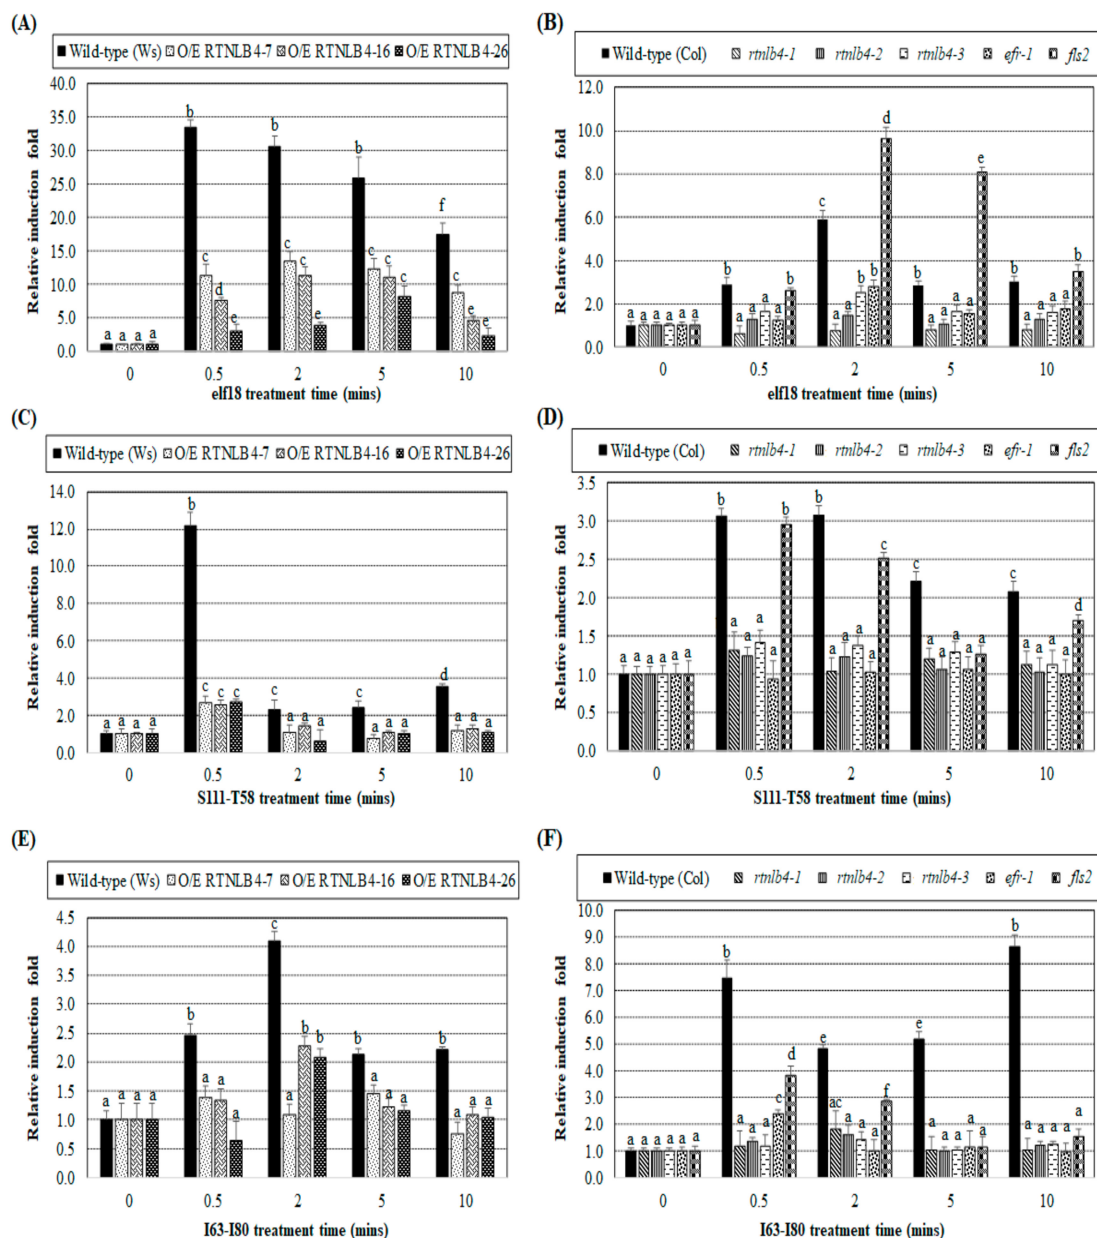 (A)
Wild-type (Ws) O/E RTNLB4-7 O/E RTNLB4-16 O/E RTNLB4-26
Relative induction fold
40.0
35.0
30.0
25.0
20.0
15.0
10.0
5.0
0.0
a a a a
b c d e
b c c e
b c c c
f c e e
0 0.5 2 5 10
elf18 treatment time (mins)
(B)
Wild-type (Col) rtnlb4-1 rtnlb4-2 rtnlb4-3 efr-1 fls2
Relative induction fold
12.0
10.0
8.0
6.0
4.0
2.0
0.0
a a a a a a
b a a a a b
c a a b b d
b a a a a e
b a a a a b
0 0.5 2 5 10
elf18 treatment time (mins)
(C)
Wild-type (Ws) O/E RTNLB4-7 O/E RTNLB4-16 O/E RTNLB4-26
Relative induction fold
14.0
12.0
10.0
8.0
6.0
4.0
2.0
0.0
a a a a
b c c c
c a a a
c a a a
d a a a
0 0.5 2 5 10
S111-T58 treatment time (mins)
(D)
Wild-type (Col) rtnlb4-1 rtnlb4-2 rtnlb4-3 efr-1 fls2
Relative induction fold
3.5
3.0
2.5
2.0
1.5
1.0
0.5
0.0
a a a a a a
b a a a a b
b a a a a c
c a a a a a
c a a a a d
0 0.5 2 5 10
S111-T58 treatment time (mins)
(E)
Wild-type (Ws) O/E RTNLB4-7 O/E RTNLB4-16 O/E RTNLB4-26
Relative induction fold
4.5
4.0
3.5
3.0
2.5
2.0
1.5
1.0
0.5
0.0
a a a a
b a a a
c a b b
b a a a
b a a a
0 0.5 2 5 10
I63-I80 treatment time (mins)
(F)
Wild-type (Col) rtnlb4-1 rtnlb4-2 rtnlb4-3 efr-1 fls2
Relative induction fold
10.0
9.0
8.0
7.0
6.0
5.0
4.0
3.0
2.0
1.0
0.0
a a a a a a
b a a a c d
e ac a a a f
e a a a a a
b a a a a a
0 0.5 2 5 10
I63-I80 treatment time (mins)